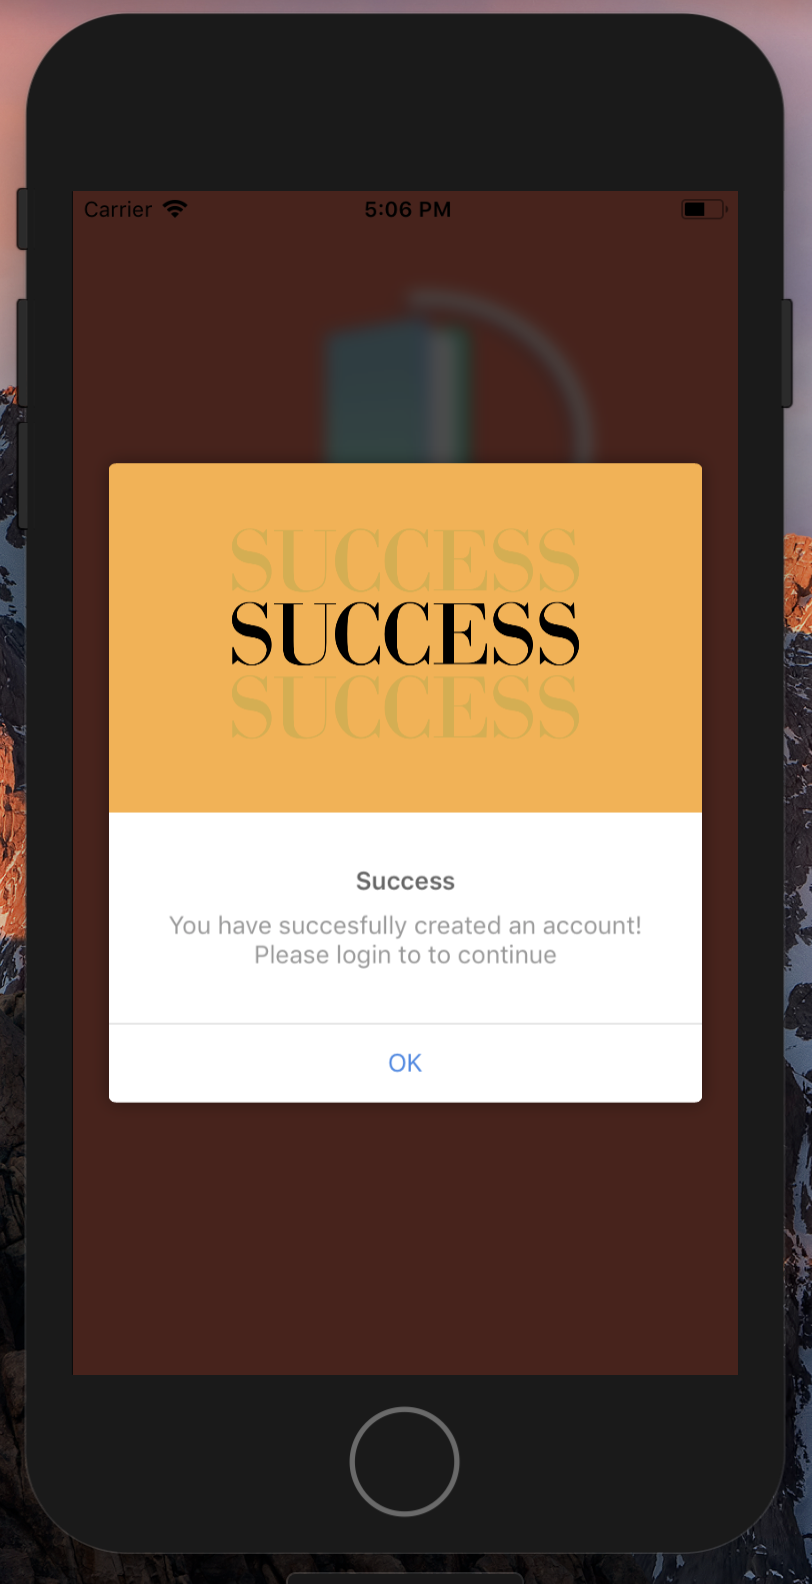 Carrier 5:06 PM
SUCCESS
SUCCESS
SUCCESS
Success
You have succesfully created an account!
Please login to to continue
OK